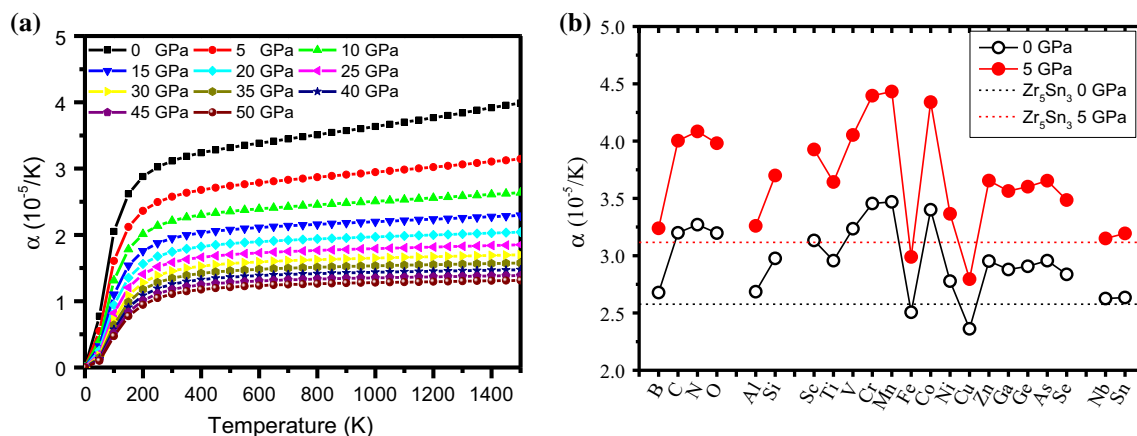 (a)
5
4
3
2
1
0
α (10⁻⁵/K)
0 GPa 5 GPa 10 GPa
15 GPa 20 GPa 25 GPa
30 GPa 35 GPa 40 GPa
45 GPa 50 GPa
0 200 400 600 800 1000 1200 1400
Temperature (K)
(b)
5.0
4.5
4.0
3.5
3.0
2.5
2.0
α (10⁻⁵/K)
0 GPa
5 GPa
Zr₅Sn₃ 0 GPa
Zr₅Sn₃ 5 GPa
B C N O Al Si Sc Ti V Cr Mn Fe Co Ni Cu Zn Ga Ge As Se Nb Sn